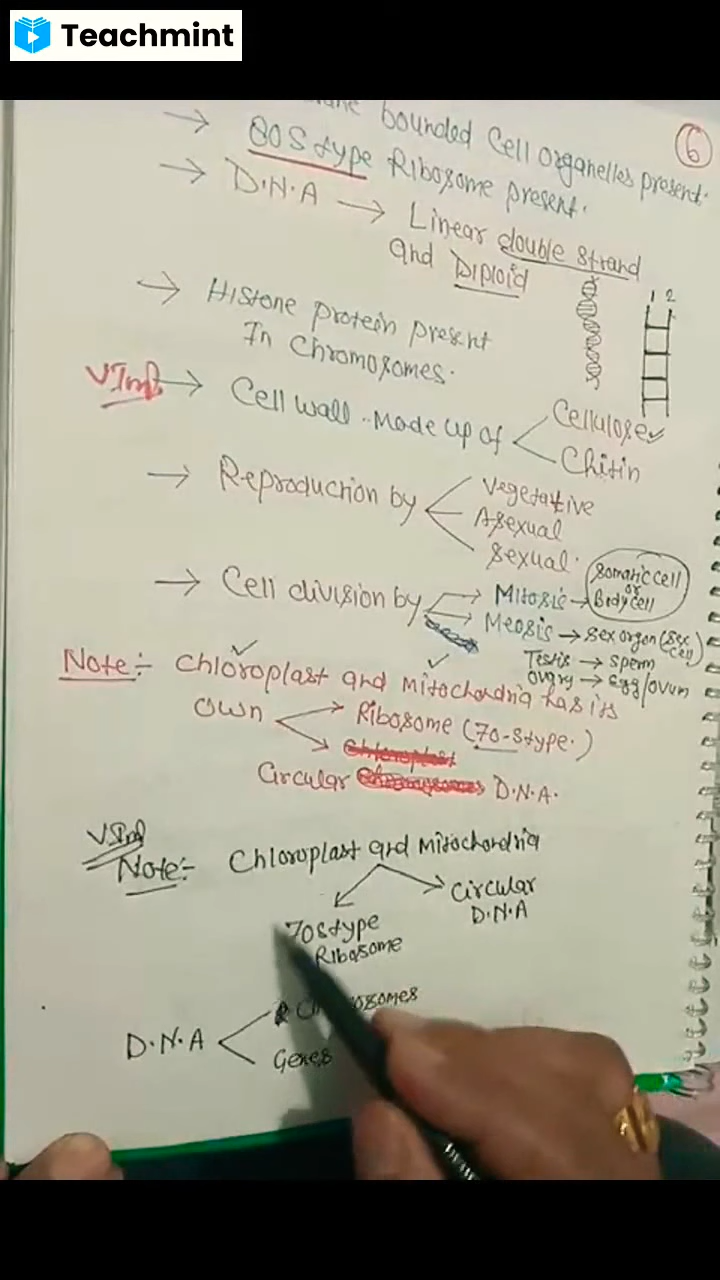 Teachmint
6
bounded Cell organelles present.
→ 80S type Ribosome present.
→ D.N.A → Linear double strand
and Diploid
1 2
→ Histone protein present
In Chromosomes.
VImp → Cell wall Made up of
Cellulose ✓
Chitin
→ Reproduction by
Vegetative
Asexual
Sexual.
→ Cell division by
Mitosis → Somatic cell
or
Body cell
Meosis → Sex organ (Sex
cell)
Testis → Sperm
Ovary → Egg/Ovum
Note:- Chloroplast and Mitochondria has its
own
Ribosome (70-S type.)
Chloroplast
Circular Chromosomes D.N.A.
VImp
Note:- Chloroplast and Mitochondria
Circular
D.N.A
70S type
Ribosome
D.N.A
Genes